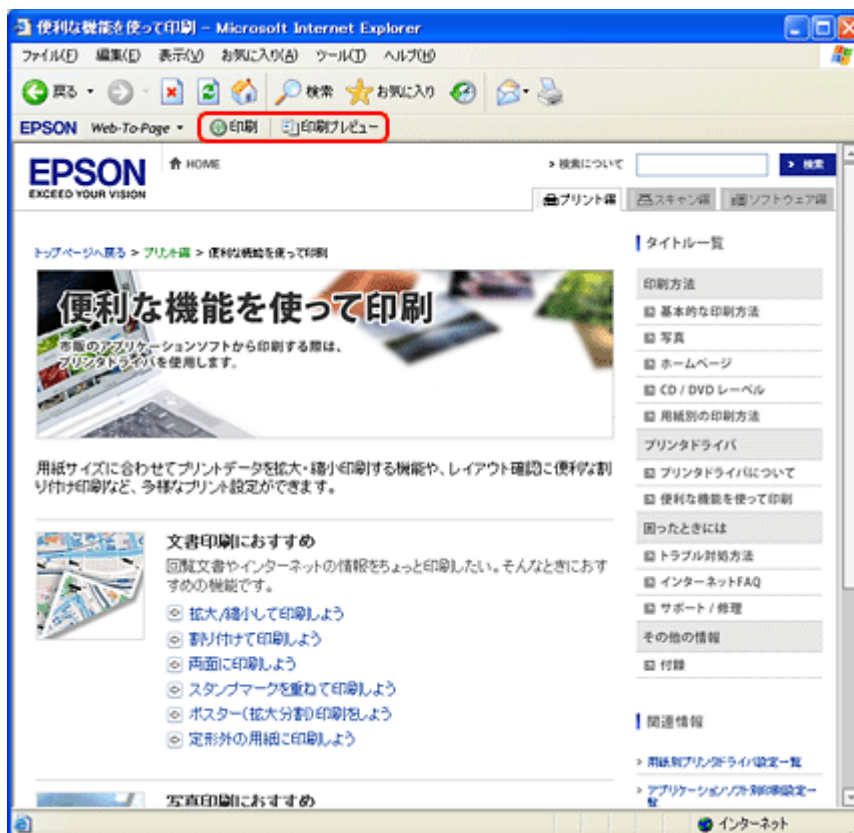 便利な機能を使って印刷 - Microsoft Internet Explorer
ファイル(F) 編集(E) 表示(V) お気に入り(A) ツール(T) ヘルプ(H)
戻る 検索 お気に入り
EPSON Web-To-Page 印刷 印刷プレビュー
EPSON
EXCEED YOUR VISION
HOME
> 検索について
> 検索
プリント編 スキャン編 ソフトウェア編
トップページへ戻る > プリント編 > 便利な機能を使って印刷
便利な機能を使って印刷
市販のアプリケーションソフトから印刷する際は、
プリンタドライバを使用します。
用紙サイズに合わせてプリントデータを拡大・縮小印刷する機能や、レイアウト確認に便利な割
り付け印刷など、多様なプリント設定ができます。
文書印刷におすすめ
回覧文書やインターネットの情報をちょっと印刷したい。そんなときにおす
すめの機能です。
拡大/縮小して印刷しよう
割り付けて印刷しよう
両面に印刷しよう
スタンプマークを重ねて印刷しよう
ポスター(拡大分割)印刷をしよう
定形外の用紙に印刷しよう
写真印刷におすすめ
タイトル一覧
印刷方法
基本的な印刷方法
写真
ホームページ
CD / DVD レーベル
用紙別の印刷方法
プリンタドライバ
プリンタドライバについて
便利な機能を使って印刷
困ったときには
トラブル対処方法
インターネットFAQ
サポート / 修理
その他の情報
付録
関連情報
> 用紙別プリンタドライバ設定一覧
> アプリケーションソフト別印刷設定一
覧
インターネット